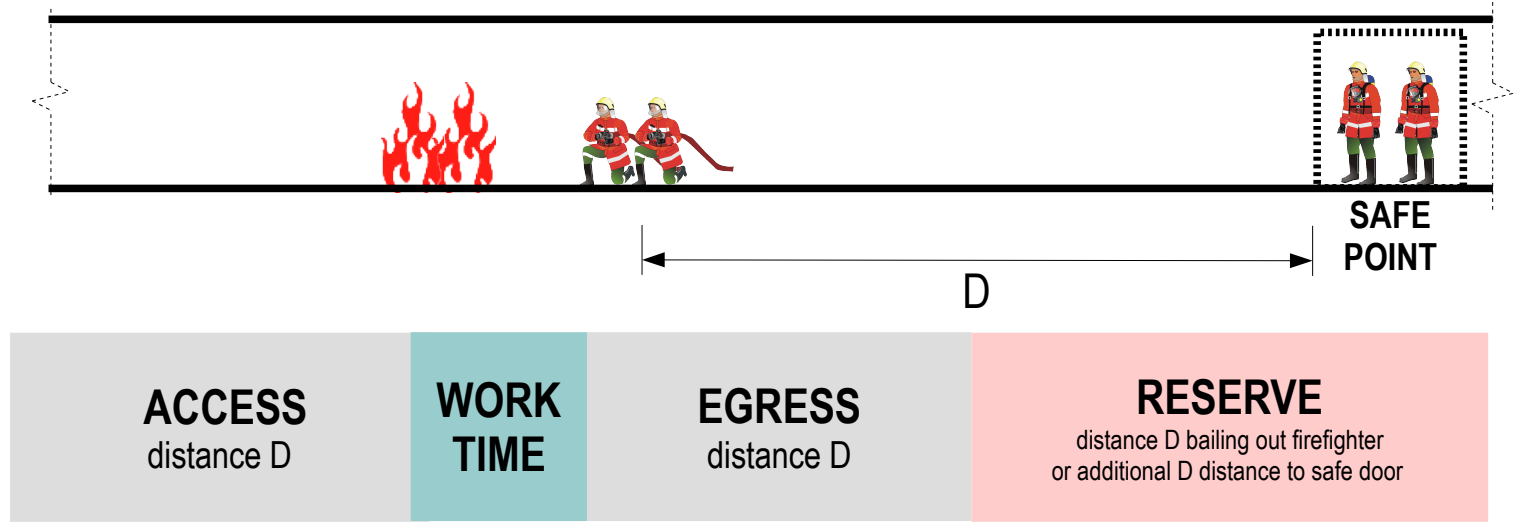 SAFE
POINT
D
ACCESS
distance D
WORK
TIME
EGRESS
distance D
RESERVE
distance D bailing out firefighter
or additional D distance to safe door